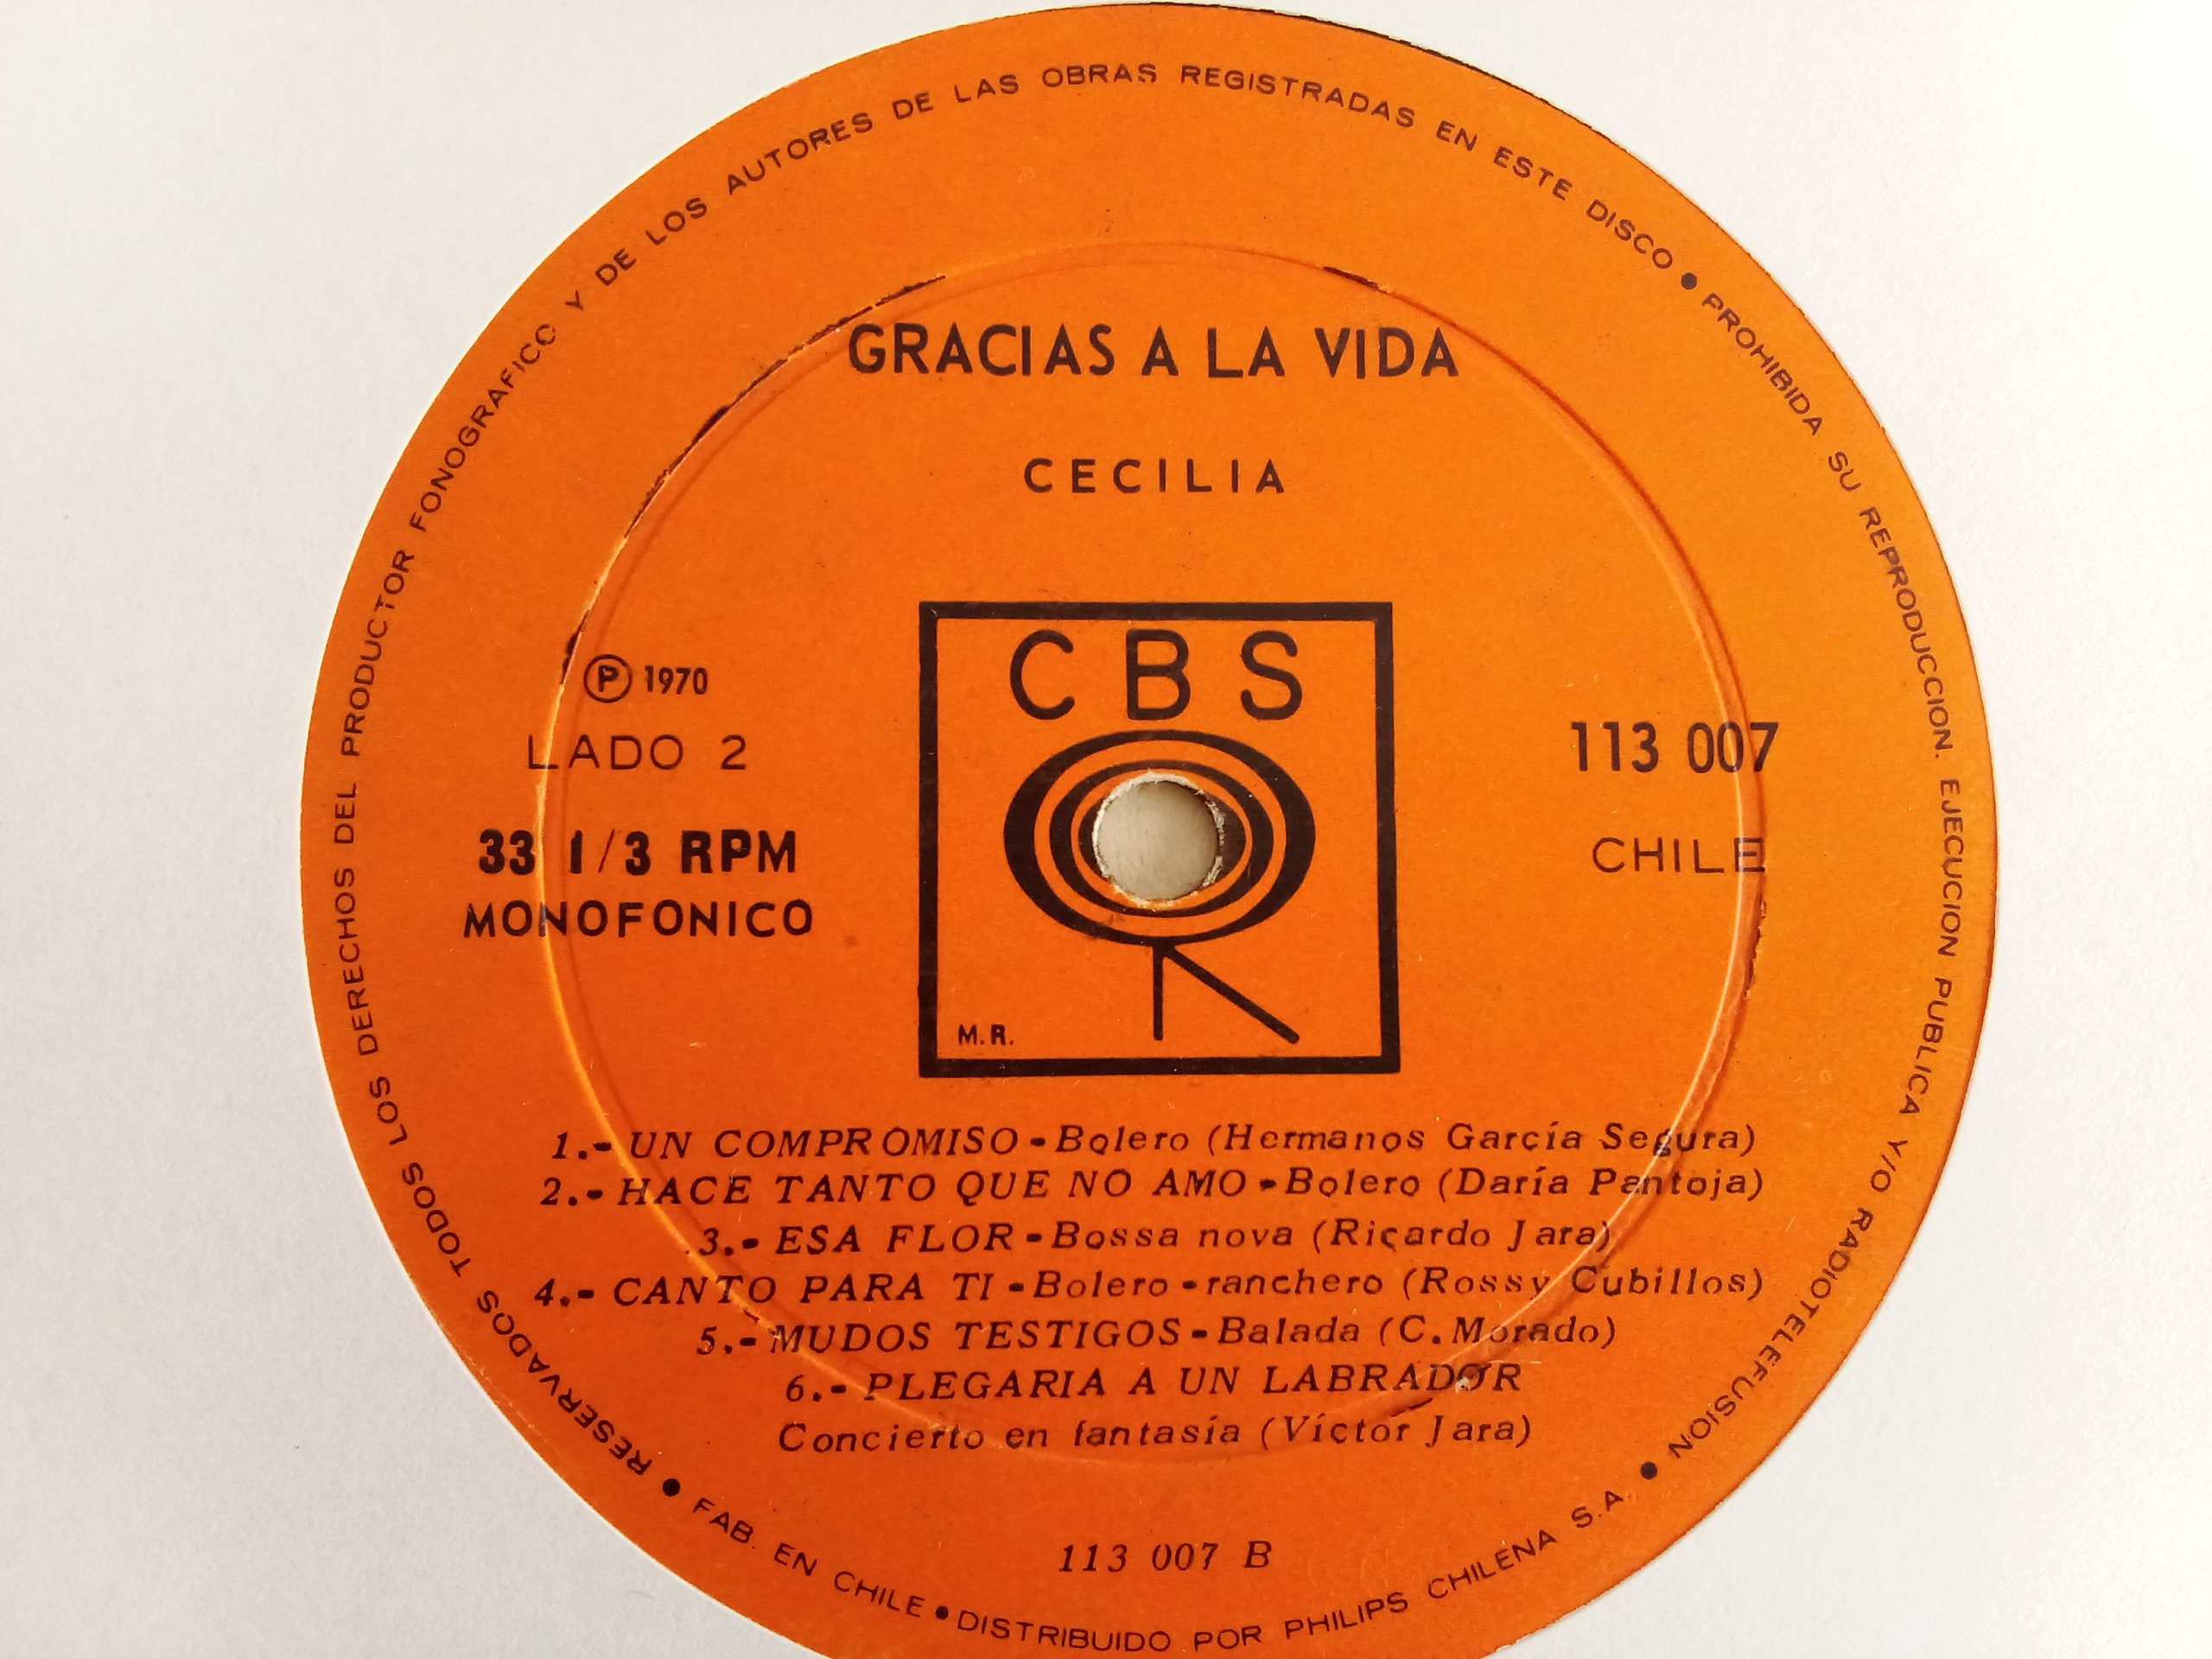 TODOS LOS DERECHOS DEL PRODUCTOR FONOGRAFICO Y DE LOS AUTORES DE LAS OBRAS REGISTRADAS EN ESTE DISCO ● PROHIBIDA SU REPRODUCCION. EJECUCION PUBLICA Y/O RADIOTELEFUSION ●
RESERVADOS ● FAB. EN CHILE ● DISTRIBUIDO POR PHILIPS CHILENA S.A.
GRACIAS A LA VIDA
CECILIA
Ⓟ 1970
LADO 2
33 1/3 RPM
MONOFONICO
CBS
M.R.
113 007
CHILE
1.- UN COMPROMISO - Bolero (Hermanos García Segura)
2.- HACE TANTO QUE NO AMO - Bolero (Daría Pantoja)
3.- ESA FLOR - Bossa nova (Ricardo Jara)
4.- CANTO PARA TI - Bolero - ranchero (Rossy Cubillos)
5.- MUDOS TESTIGOS - Balada (C. Morado)
6.- PLEGARIA A UN LABRADOR
Concierto en fantasía (Víctor Jara)
113 007 B